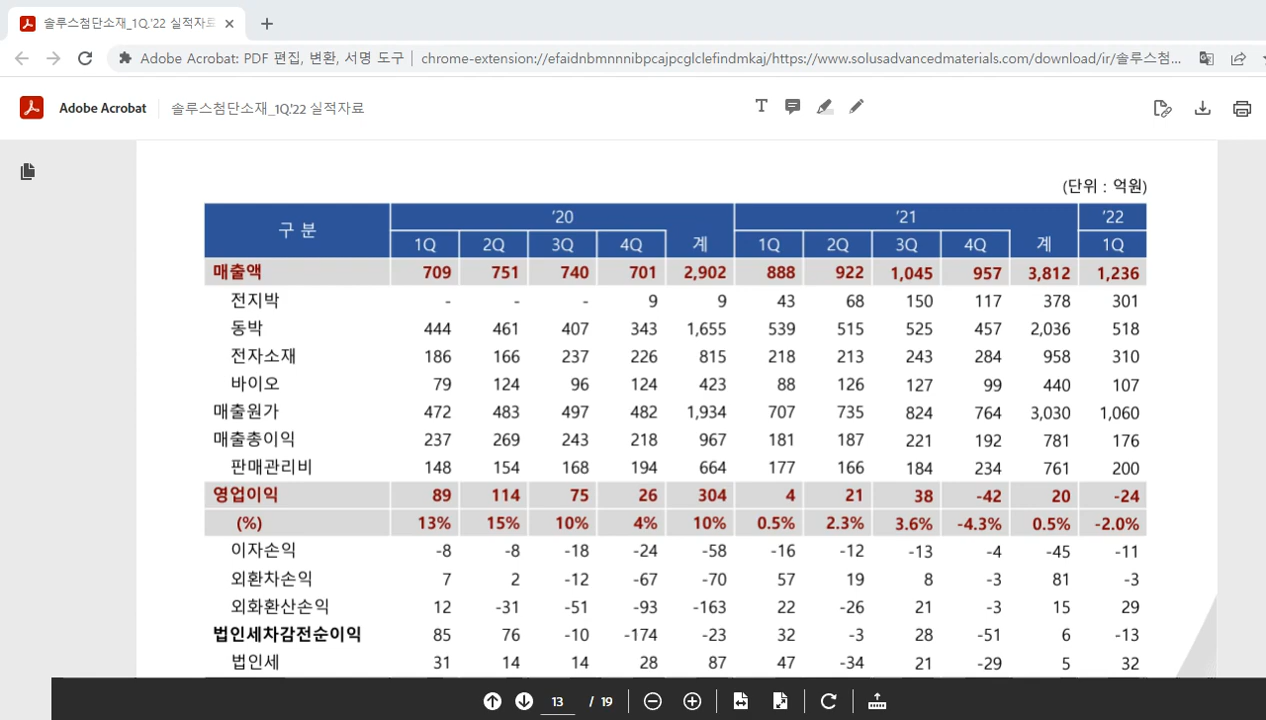 솔루스첨단소재_1Q.'22 실적자료
Adobe Acrobat: PDF 편집, 변환, 서명 도구 | chrome-extension://efaidnbmnnnibpcajpcglclefindmkaj/https://www.solusadvancedmaterials.com/download/ir/솔루스첨...
Adobe Acrobat 솔루스첨단소재_1Q.'22 실적자료
(단위 : 억원)
구 분 '20 '21 '22
1Q 2Q 3Q 4Q 계 1Q 2Q 3Q 4Q 계 1Q
매출액 709 751 740 701 2,902 888 922 1,045 957 3,812 1,236
전지박 - - - 9 9 43 68 150 117 378 301
동박 444 461 407 343 1,655 539 515 525 457 2,036 518
전자소재 186 166 237 226 815 218 213 243 284 958 310
바이오 79 124 96 124 423 88 126 127 99 440 107
매출원가 472 483 497 482 1,934 707 735 824 764 3,030 1,060
매출총이익 237 269 243 218 967 181 187 221 192 781 176
판매관리비 148 154 168 194 664 177 166 184 234 761 200
영업이익 89 114 75 26 304 4 21 38 -42 20 -24
(%) 13% 15% 10% 4% 10% 0.5% 2.3% 3.6% -4.3% 0.5% -2.0%
이자손익 -8 -8 -18 -24 -58 -16 -12 -13 -4 -45 -11
외환차손익 7 2 -12 -67 -70 57 19 8 -3 81 -3
외화환산손익 12 -31 -51 -93 -163 22 -26 21 -3 15 29
법인세차감전순이익 85 76 -10 -174 -23 32 -3 28 -51 6 -13
법인세 31 14 14 28 87 47 -34 21 -29 5 32
13 / 19